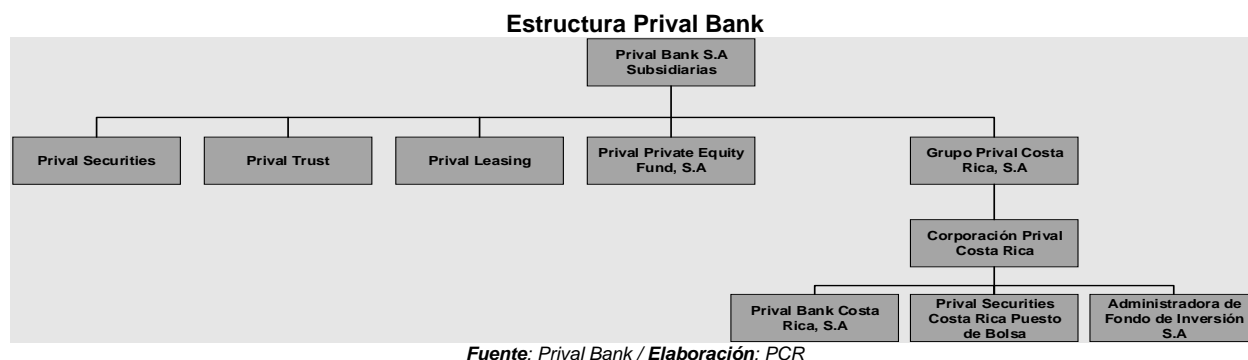 Estructura Prival Bank
Prival Bank S.A
Subsidiarias
Prival Securities
Prival Trust
Prival Leasing
Prival Private Equity
Fund, S.A
Grupo Prival Costa
Rica, S.A
Corporación Prival
Costa Rica
Prival Bank Costa
Rica, S.A
Prival Securities
Costa Rica Puesto
de Bolsa
Administradora de
Fondo de Inversión
S.A
Fuente: Prival Bank / Elaboración: PCR